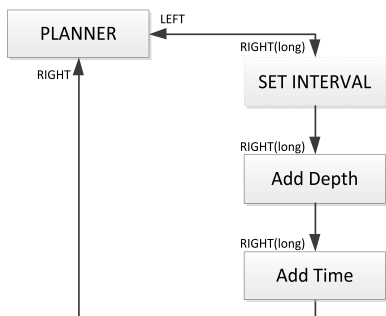 PLANNER
LEFT
RIGHT(long)
RIGHT
SET INTERVAL
RIGHT(long)
Add Depth
RIGHT(long)
Add Time